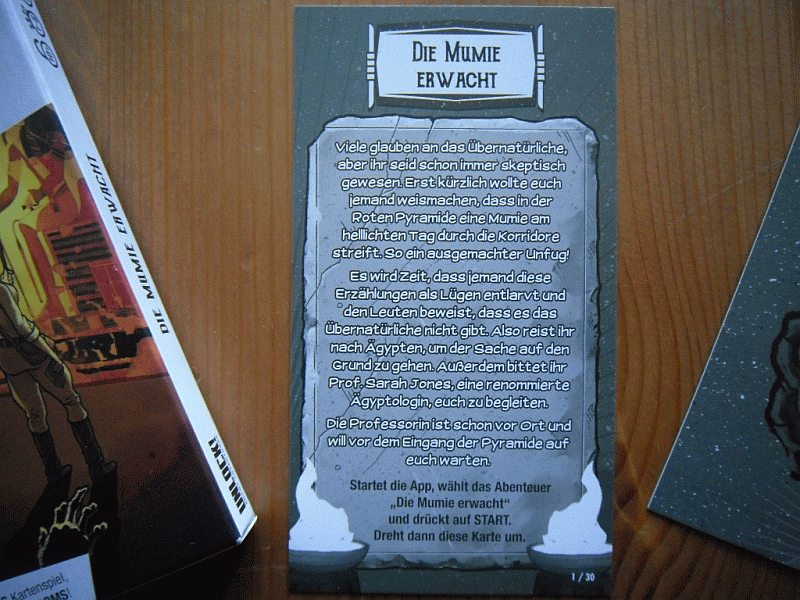 DIE MUMIE
ERWACHT
Viele glauben an das Übernatürliche,
aber ihr seid schon immer skeptisch
gewesen. Erst kürzlich wollte euch
jemand weismachen, dass in der
Roten Pyramide eine Mumie am
helllichten Tag durch die Korridore
streift. So ein ausgemachter Unfug!
Es wird Zeit, dass jemand diese
Erzählungen als Lügen entlarvt und
den Leuten beweist, dass es das
Übernatürliche nicht gibt. Also reist ihr
nach Ägypten, um der Sache auf den
Grund zu gehen. Außerdem bittet ihr
Prof. Sarah Jones, eine renommierte
Ägyptologin, euch zu begleiten.
Die Professorin ist schon vor Ort und
will vor dem Eingang der Pyramide auf
euch warten.
Startet die App, wählt das Abenteuer
„Die Mumie erwacht“
und drückt auf START.
Dreht dann diese Karte um.
1 / 30
DIE MUMIE ERWACHT
UNLOCK!
Kartenspiel,